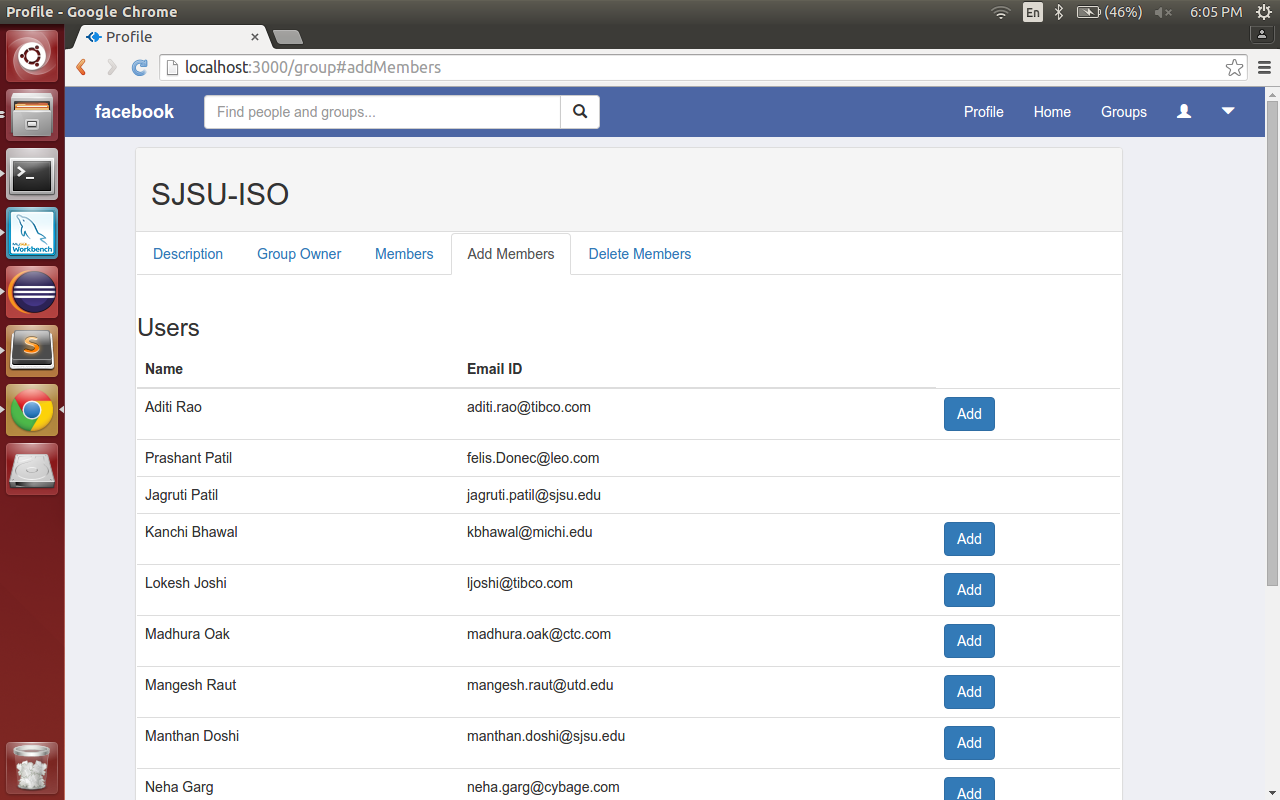 Profile - Google Chrome
En
(46%)
6:05 PM
Profile
localhost:3000/group#addMembers
facebook
Find people and groups...
Profile Home Groups
SJSU-ISO
Description Group Owner Members Add Members Delete Members
Users
Name Email ID
Aditi Rao aditi.rao@tibco.com Add
Prashant Patil felis.Donec@leo.com
Jagruti Patil jagruti.patil@sjsu.edu
Kanchi Bhawal kbhawal@michi.edu Add
Lokesh Joshi ljoshi@tibco.com Add
Madhura Oak madhura.oak@ctc.com Add
Mangesh Raut mangesh.raut@utd.edu Add
Manthan Doshi manthan.doshi@sjsu.edu Add
Neha Garg neha.garg@cybage.com Add
Workbench
S